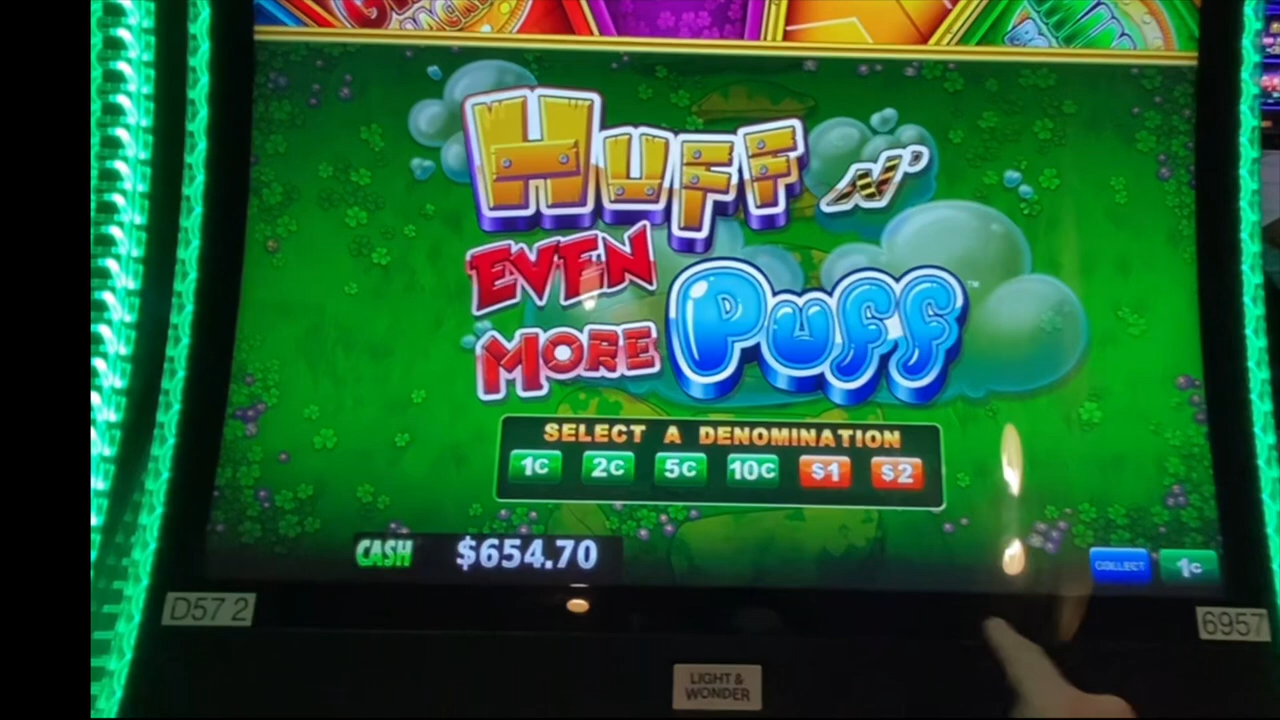 HUFF N'
EVEN
MORE PUFF™
SELECT A DENOMINATION
1¢ 2¢ 5¢ 10¢ $1 $2
CASH $654.70
COLLECT 1¢
D57 2
6957
LIGHT &
WONDER